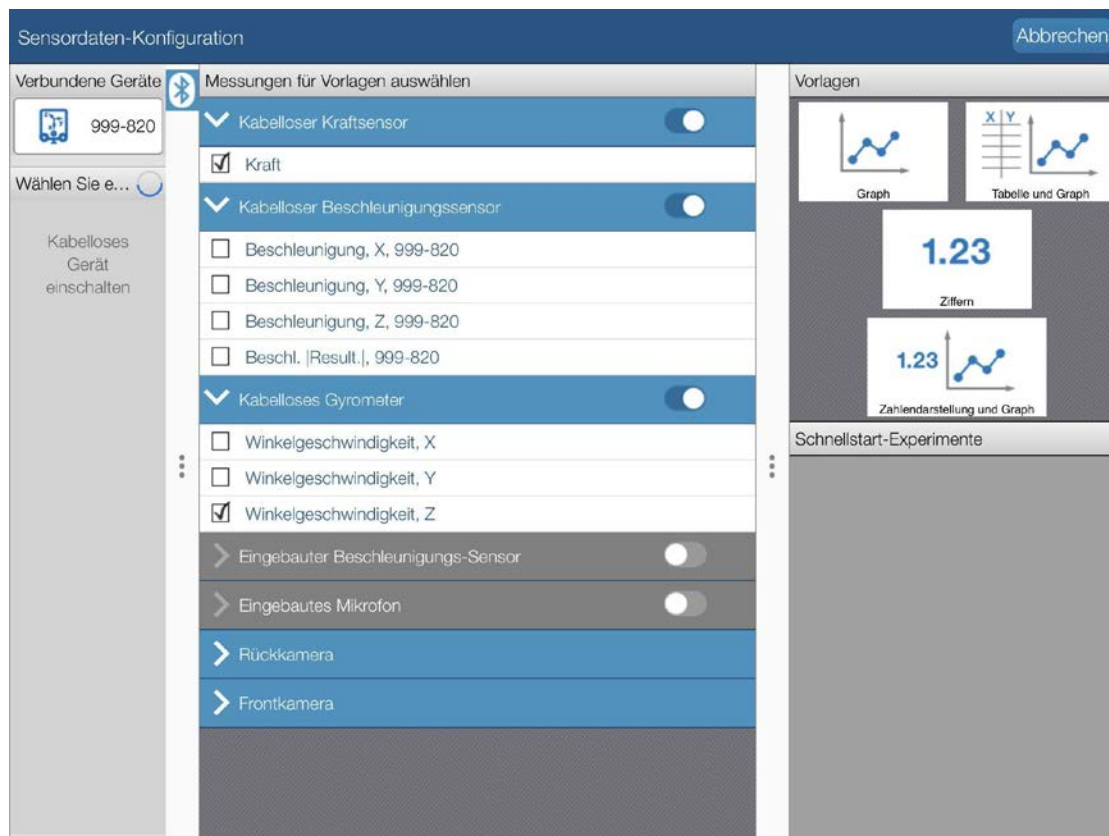 Sensordaten-Konfiguration
Abbrechen
Verbundene Geräte
999-820
Wählen Sie e...
Kabelloses
Gerät
einschalten
Messungen für Vorlagen auswählen
Kabelloser Kraftsensor
Kraft
Kabelloser Beschleunigungssensor
Beschleunigung, X, 999-820
Beschleunigung, Y, 999-820
Beschleunigung, Z, 999-820
Beschl. |Result.|, 999-820
Kabelloses Gyrometer
Winkelgeschwindigkeit, X
Winkelgeschwindigkeit, Y
Winkelgeschwindigkeit, Z
Eingebauter Beschleunigungs-Sensor
Eingebautes Mikrofon
Rückkamera
Frontkamera
Vorlagen
Graph
X Y
Tabelle und Graph
1.23
Ziffern
1.23
Zahlendarstellung und Graph
Schnellstart-Experimente